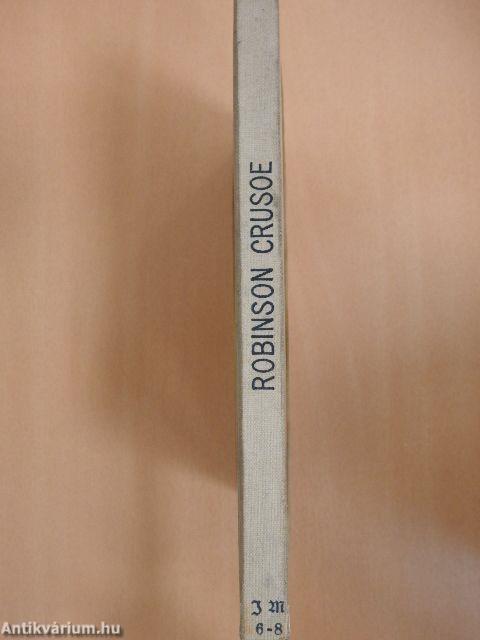 ROBINSON CRUSOE
J M
6-8
Antikvárium.hu